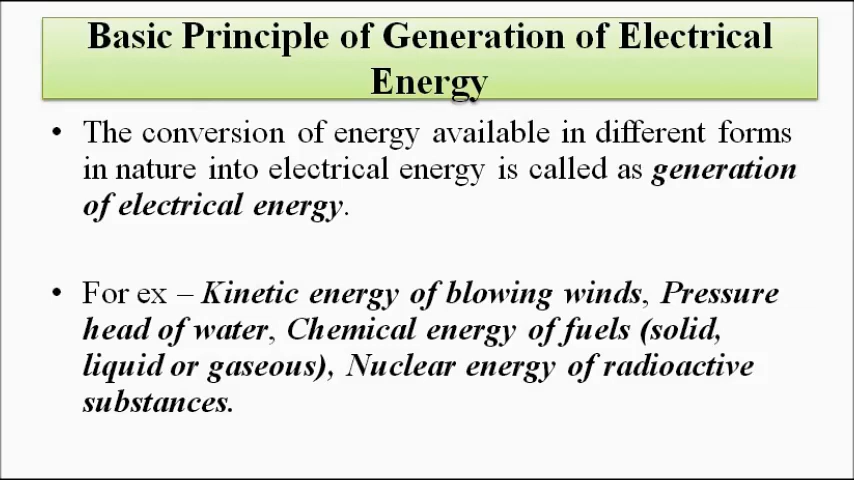 Basic Principle of Generation of Electrical
Energy
• The conversion of energy available in different forms
in nature into electrical energy is called as generation
of electrical energy.
• For ex – Kinetic energy of blowing winds, Pressure
head of water, Chemical energy of fuels (solid,
liquid or gaseous), Nuclear energy of radioactive
substances.